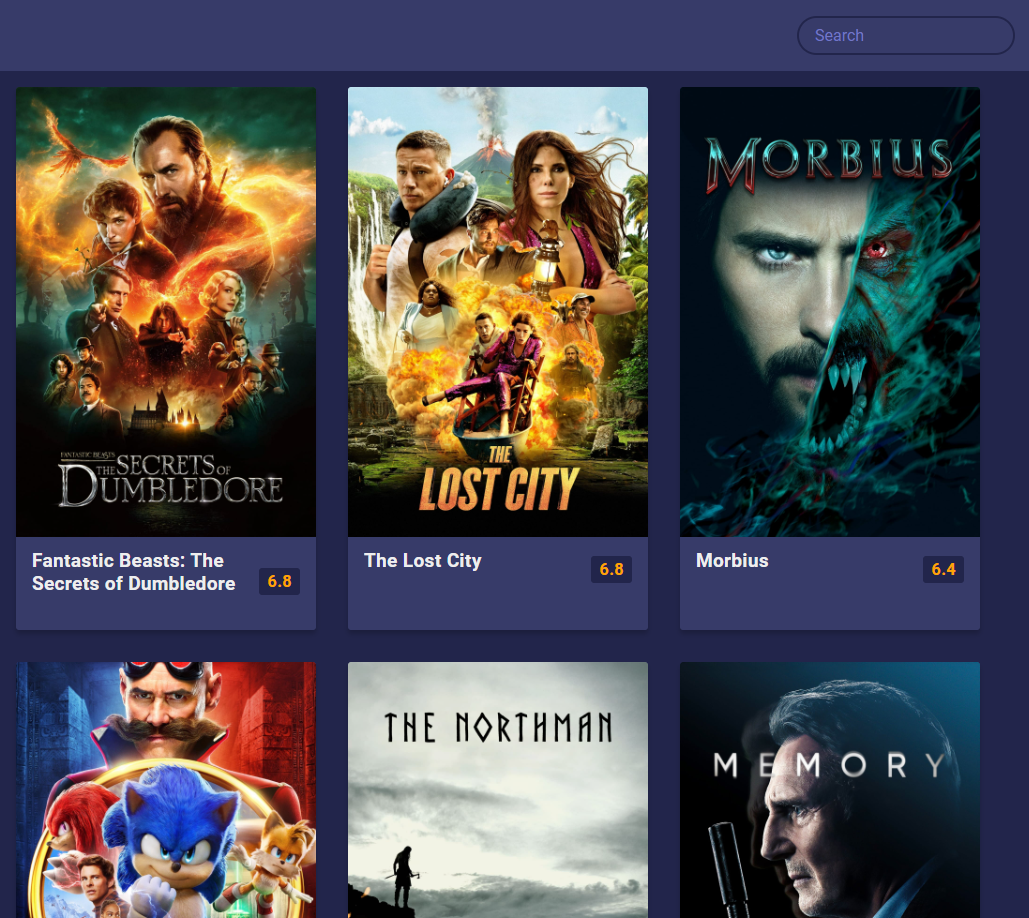 Search
FANTASTIC BEASTS
THE SECRETS OF
DUMBLEDORE
THE
LOST CITY
MORBIUS
Fantastic Beasts: The
Secrets of Dumbledore
6.8
The Lost City
6.8
Morbius
6.4
THE NORTHMAN
MEMORY